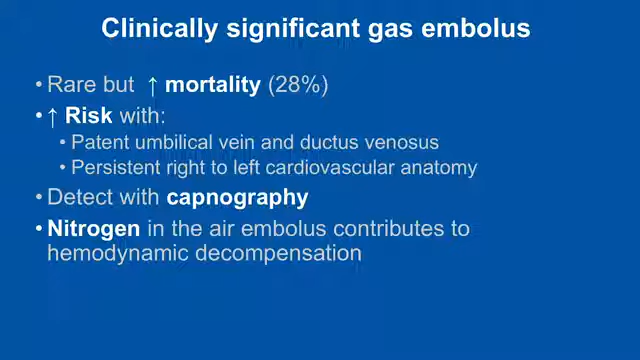 Clinically significant gas embolus
• Rare but ↑ mortality (28%)
• ↑ Risk with:
• Patent umbilical vein and ductus venosus
• Persistent right to left cardiovascular anatomy
• Detect with capnography
• Nitrogen in the air embolus contributes to
hemodynamic decompensation